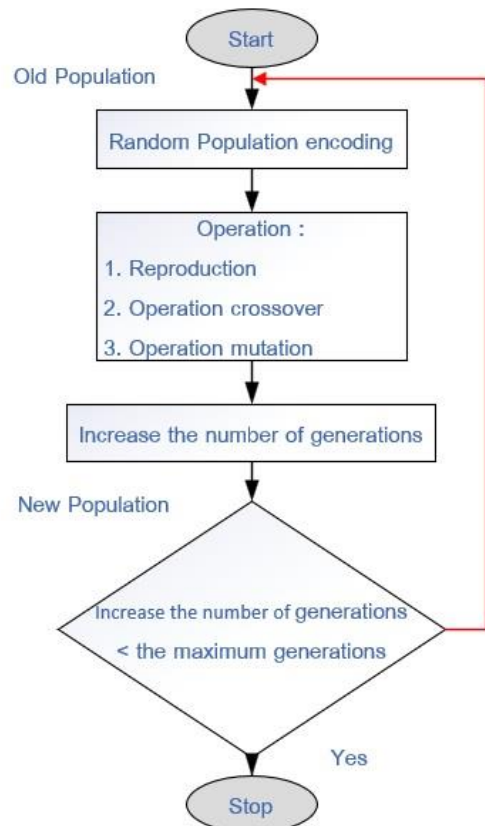 Start
Old Population
Random Population encoding
Operation :
1. Reproduction
2. Operation crossover
3. Operation mutation
Increase the number of generations
New Population
Increase the number of generations
< the maximum generations
Yes
Stop